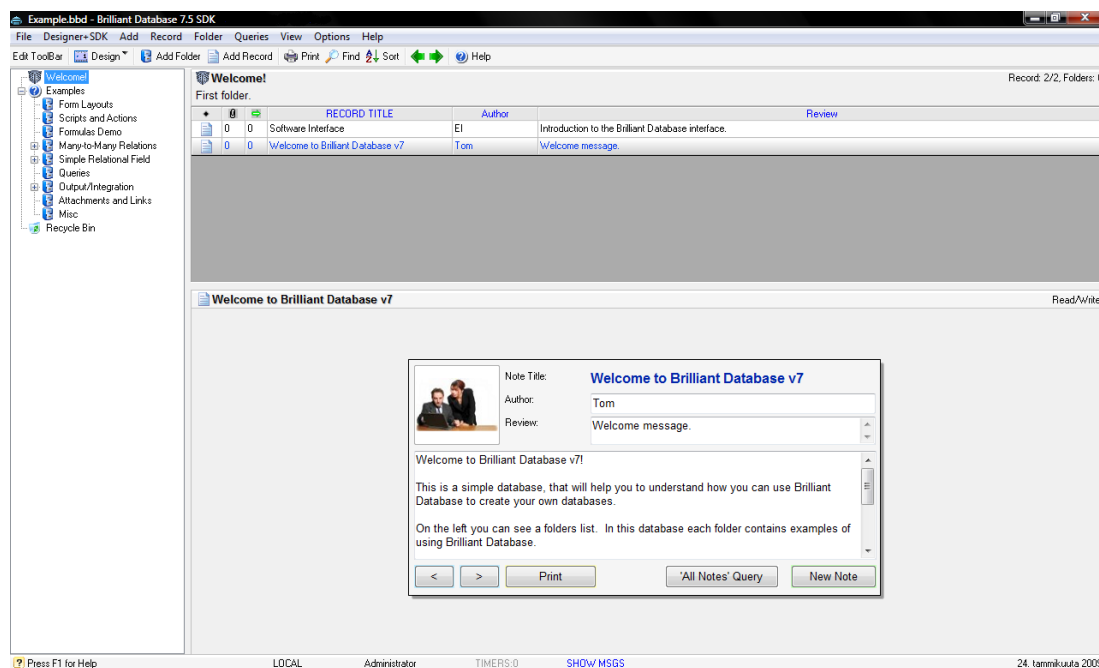 Example.bbd - Brilliant Database 7.5 SDK
File Designer+SDK Add Record Folder Queries View Options Help
Edit ToolBar Design Add Folder Add Record Print Find Sort Help
Welcome!
Examples
Form Layouts
Scripts and Actions
Formulas Demo
Many-to-Many Relations
Simple Relational Field
Queries
Output/Integration
Attachments and Links
Misc
Recycle Bin
Welcome! Record: 2/2, Folders:
First folder.
RECORD TITLE Author Review
0 0 Software Interface EI Introduction to the Brilliant Database interface.
0 0 Welcome to Brilliant Database v7 Tom Welcome message.
Welcome to Brilliant Database v7 Read/Write
Note Title: Welcome to Brilliant Database v7
Author: Tom
Review: Welcome message.
Welcome to Brilliant Database v7!
This is a simple database, that will help you to understand how you can use Brilliant
Database to create your own databases.
On the left you can see a folders list. In this database each folder contains examples of
using Brilliant Database.
< > Print 'All Notes' Query New Note
Press F1 for Help LOCAL Administrator TIMERS:0 SHOW MSGS 24. tammikuuta 2009